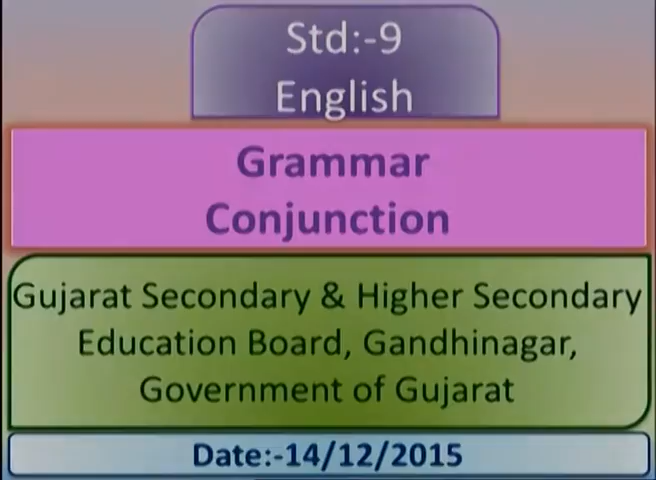 Std:-9
English
Grammar
Conjunction
Gujarat Secondary & Higher Secondary
Education Board, Gandhinagar,
Government of Gujarat
Date:-14/12/2015